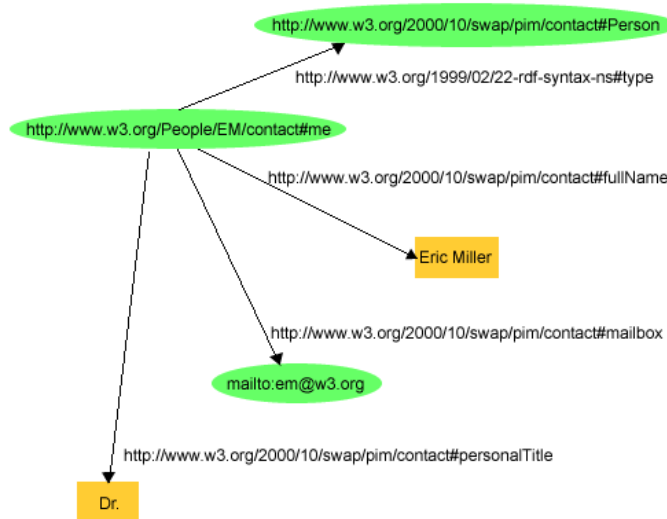 http://www.w3.org/2000/10/swap/pim/contact#Person
http://www.w3.org/1999/02/22-rdf-syntax-ns#type
http://www.w3.org/People/EM/contact#me
http://www.w3.org/2000/10/swap/pim/contact#fullName
Eric Miller
http://www.w3.org/2000/10/swap/pim/contact#mailbox
mailto:em@w3.org
http://www.w3.org/2000/10/swap/pim/contact#personalTitle
Dr.